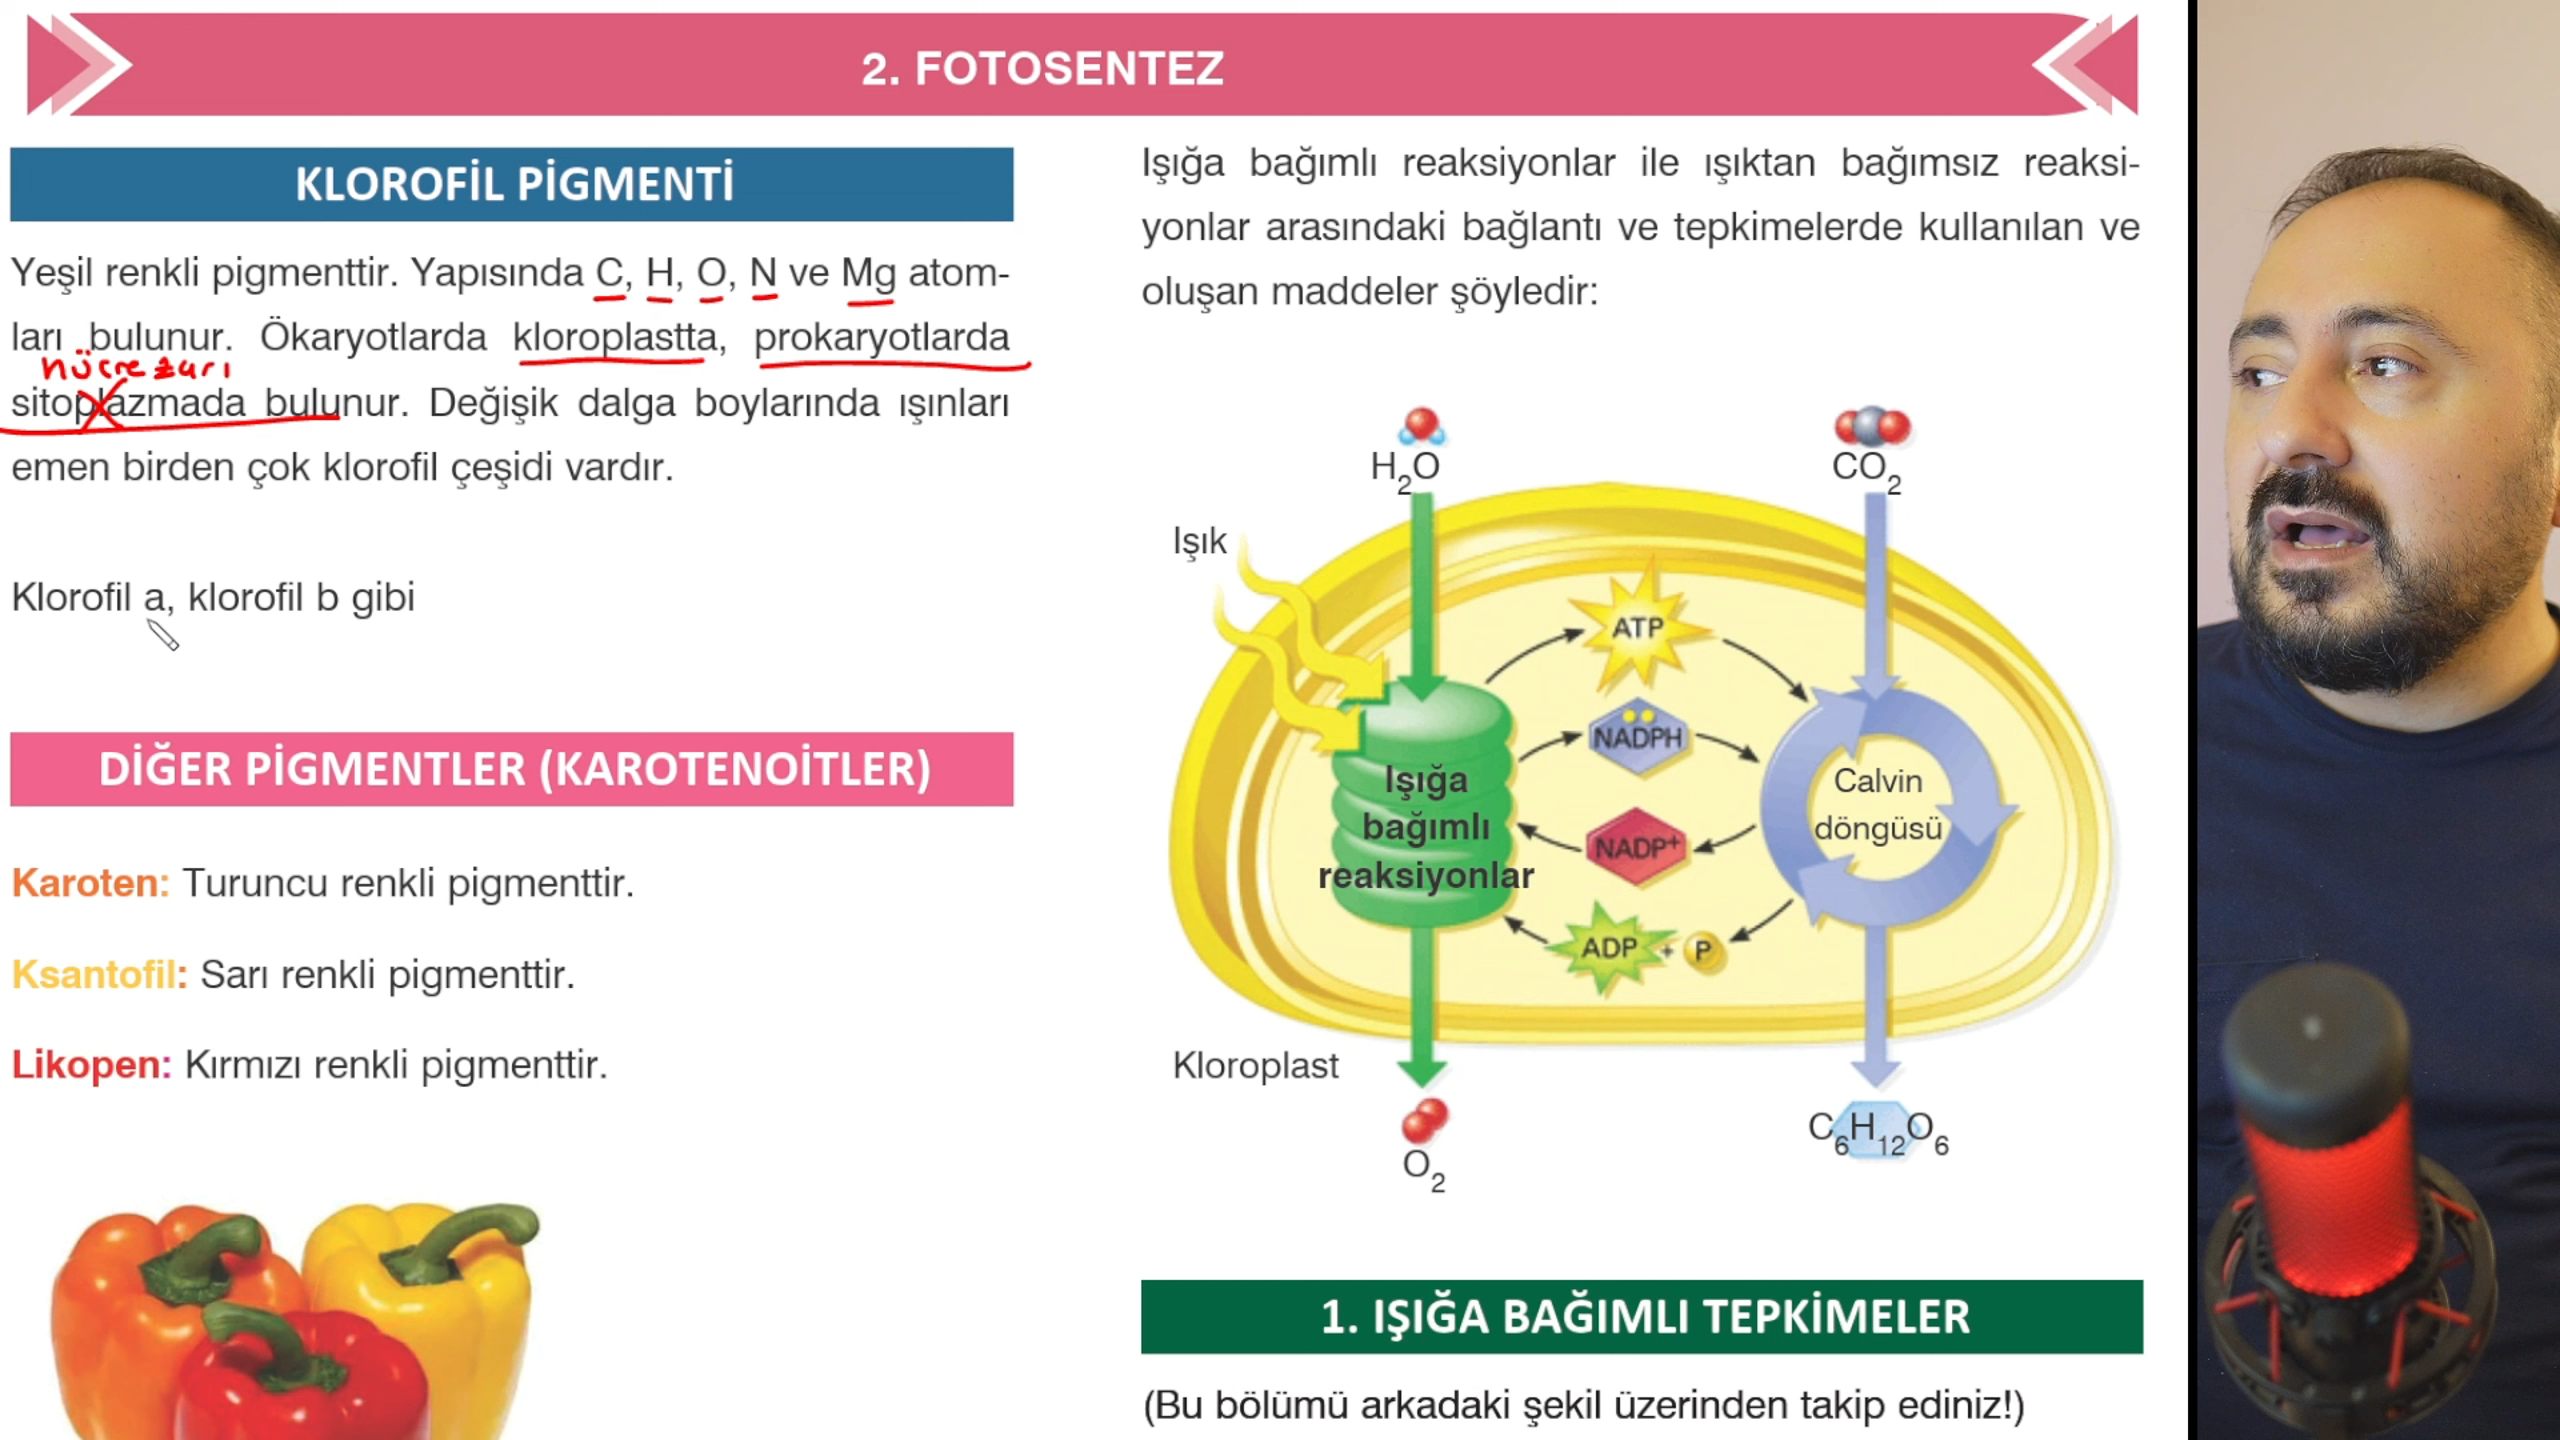 2. FOTOSENTEZ
KLOROFİL PİGMENTİ
Yeşil renkli pigmenttir. Yapısında C, H, O, N ve Mg atom-
ları bulunur. Ökaryotlarda kloroplastta, prokaryotlarda
hücre zarı
sitoplazmada bulunur. Değişik dalga boylarında ışınları
emen birden çok klorofil çeşidi vardır.
Klorofil a, klorofil b gibi
DİĞER PİGMENTLER (KAROTENOİTLER)
Karoten: Turuncu renkli pigmenttir.
Ksantofil: Sarı renkli pigmenttir.
Likopen: Kırmızı renkli pigmenttir.
Işığa bağımlı reaksiyonlar ile ışıktan bağımsız reaksi-
yonlar arasındaki bağlantı ve tepkimelerde kullanılan ve
oluşan maddeler şöyledir:
H2O
CO2
Işık
ATP
NADPH
Işığa
bağımlı
reaksiyonlar
Calvin
döngüsü
NADP+
ADP + P
Kloroplast
O2
C6H12O6
1. IŞIĞA BAĞIMLI TEPKİMELER
(Bu bölümü arkadaki şekil üzerinden takip ediniz!)